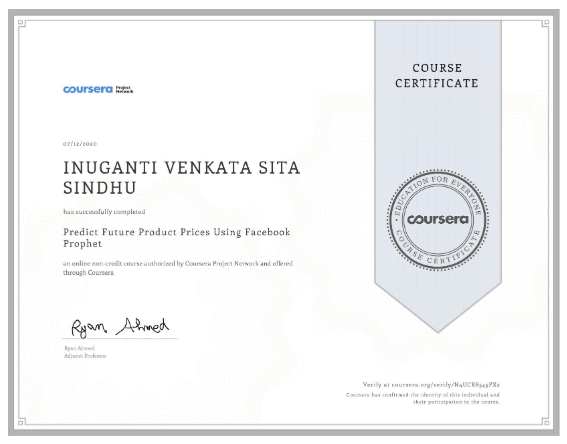 COURSE
CERTIFICATE
coursera Project Network
07/12/2020
INUGANTI VENKATA SITA
SINDHU
has successfully completed
Predict Future Product Prices Using Facebook
Prophet
an online non-credit course authorized by Coursera Project Network and offered
through Coursera
EDUCATION FOR EVERYONE
coursera
COURSE CERTIFICATE
Ryan Ahmed
Ryan Ahmed
Adjunct Professor
Verify at coursera.org/verify/
Coursera has confirmed the identity of this individual and
their participation in the course.